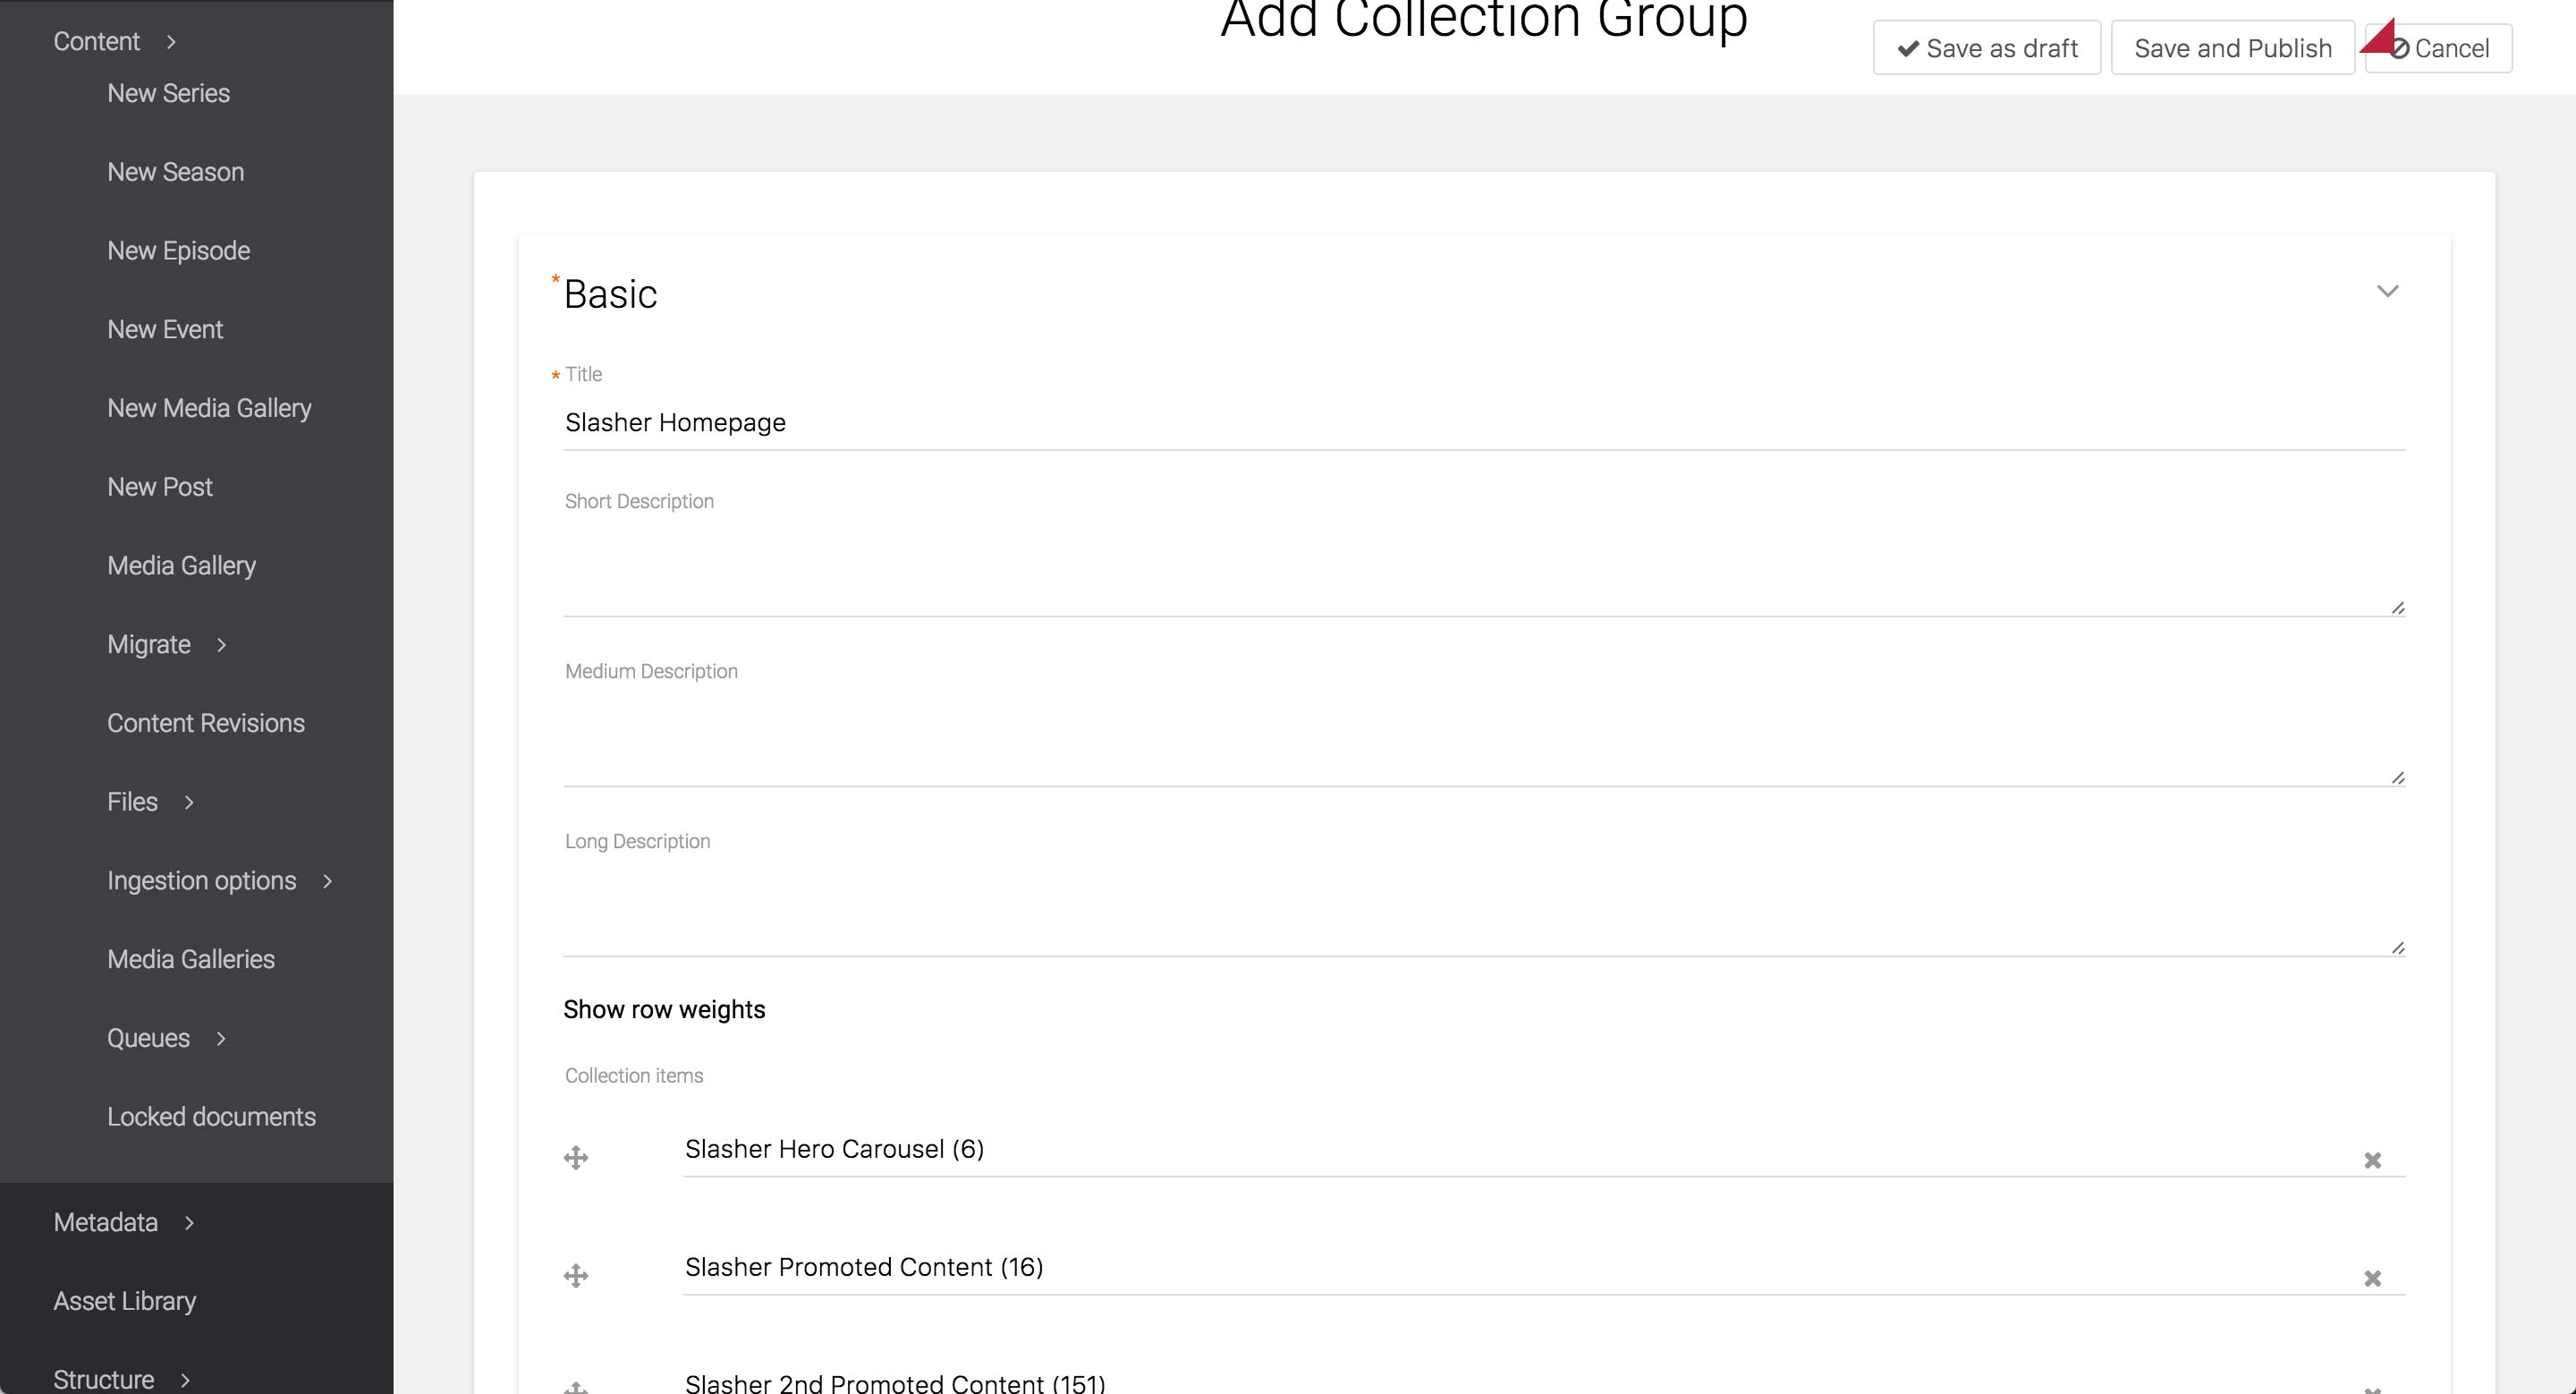 Content
New Series
New Season
New Episode
New Event
New Media Gallery
New Post
Media Gallery
Migrate
Content Revisions
Files
Ingestion options
Media Galleries
Queues
Locked documents
Metadata
Asset Library
Structure
Add Collection Group
Save as draft
Save and Publish
Cancel
* Basic
* Title
Slasher Homepage
Short Description
Medium Description
Long Description
Show row weights
Collection items
Slasher Hero Carousel (6)
Slasher Promoted Content (16)
Slasher 2nd Promoted Content (151)